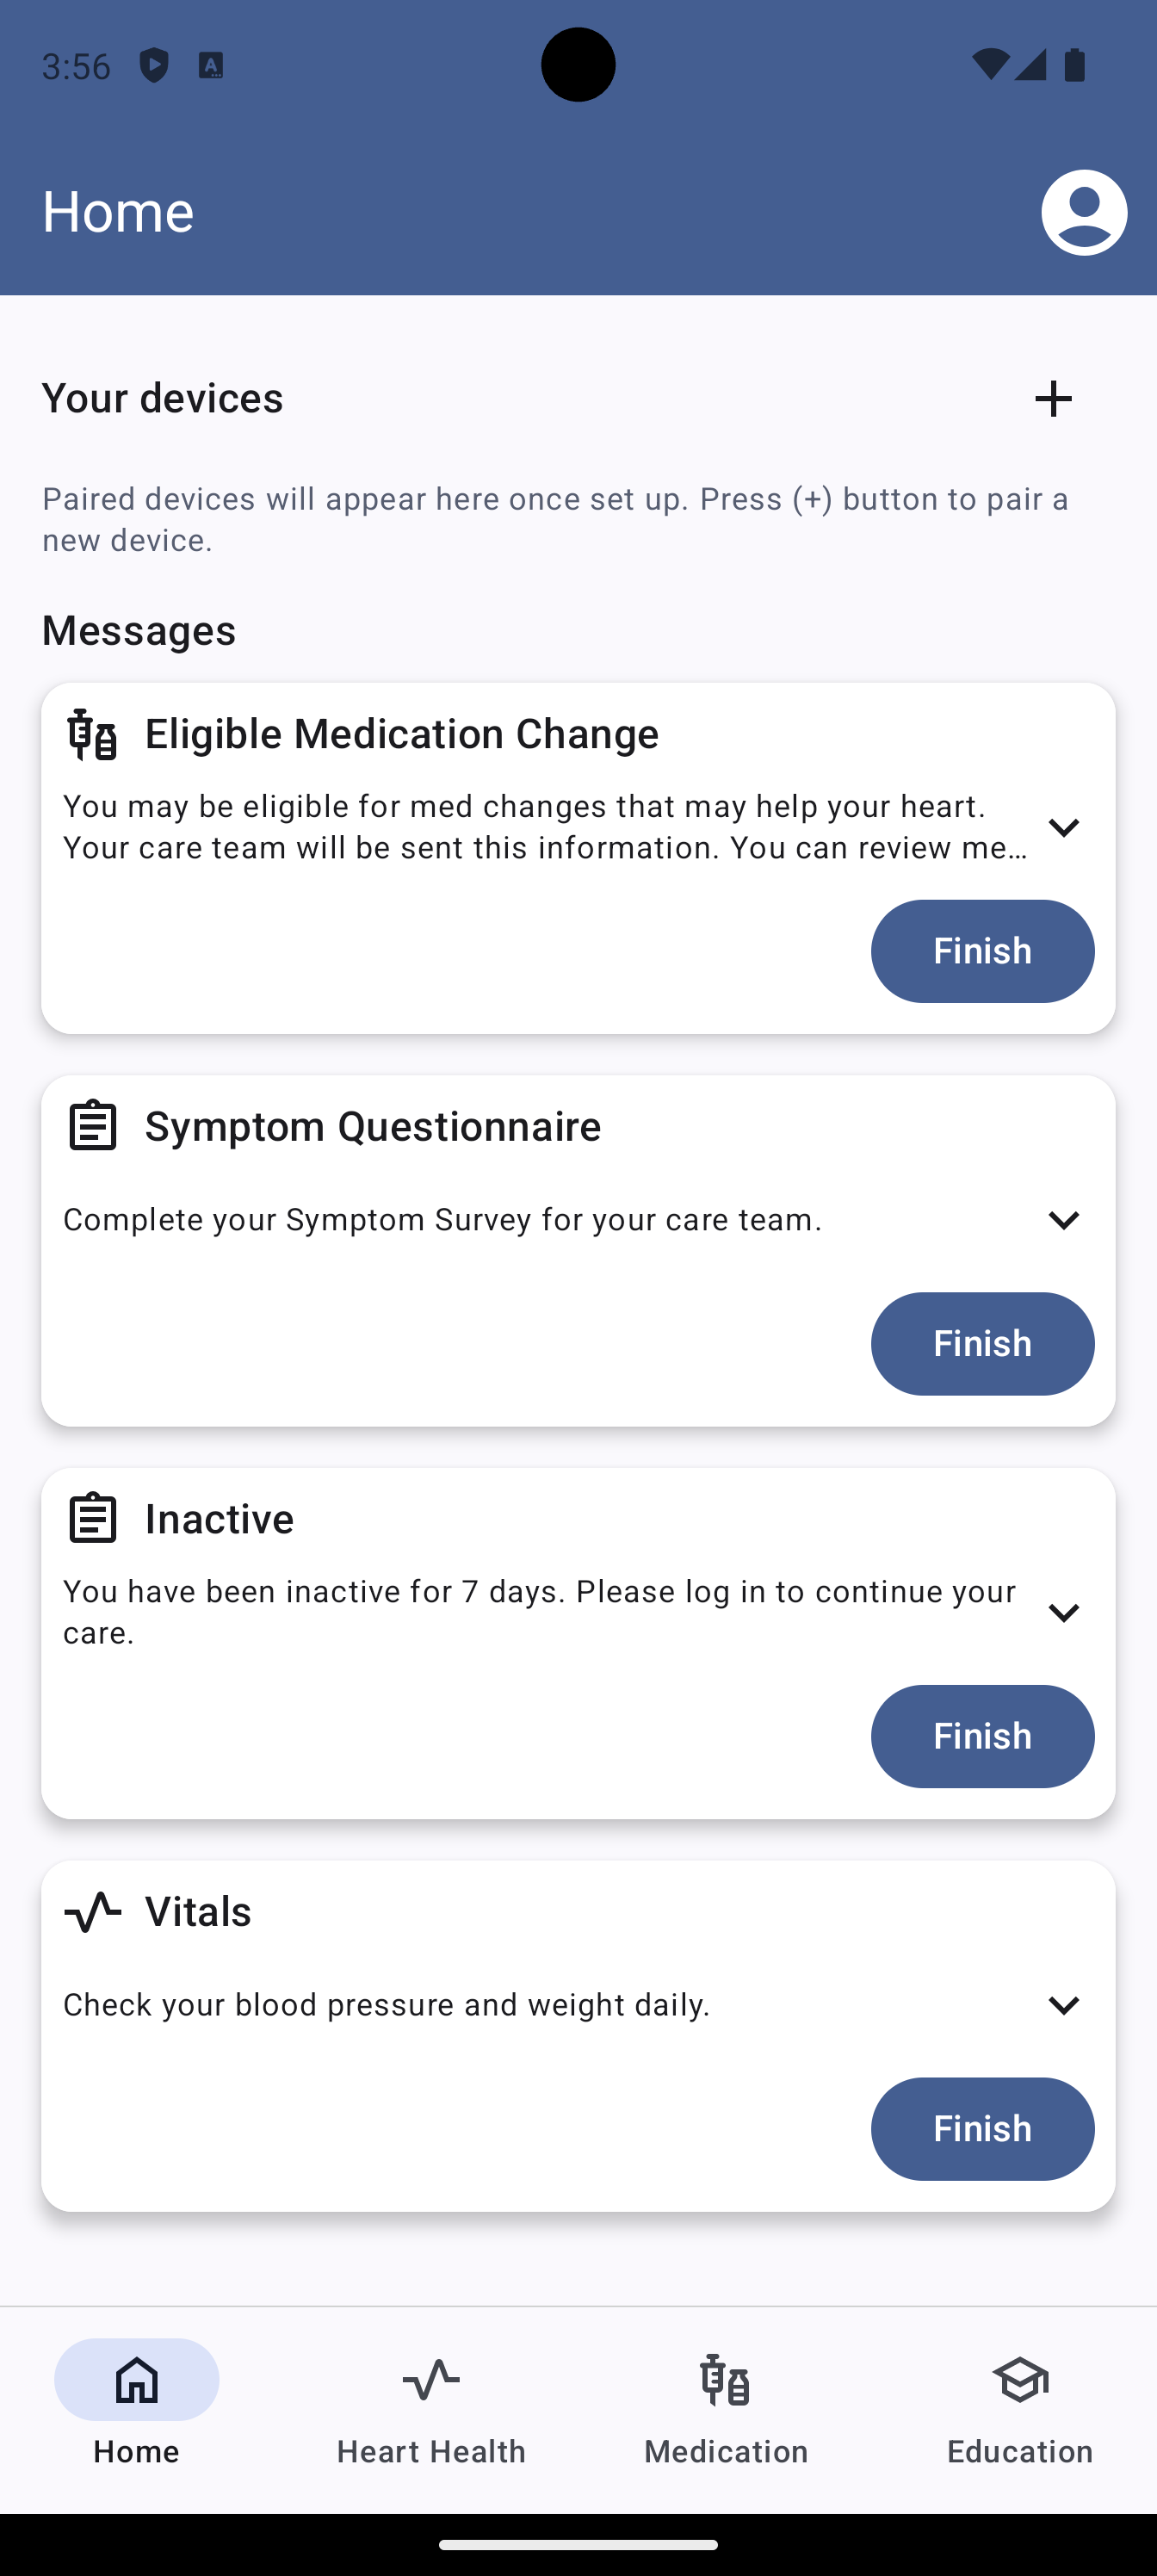 3:56
Home
Your devices
Paired devices will appear here once set up. Press (+) button to pair a
new device.
Messages
Eligible Medication Change
You may be eligible for med changes that may help your heart.
Your care team will be sent this information. You can review me…
Finish
Symptom Questionnaire
Complete your Symptom Survey for your care team.
Finish
Inactive
You have been inactive for 7 days. Please log in to continue your
care.
Finish
Vitals
Check your blood pressure and weight daily.
Finish
Home
Heart Health
Medication
Education